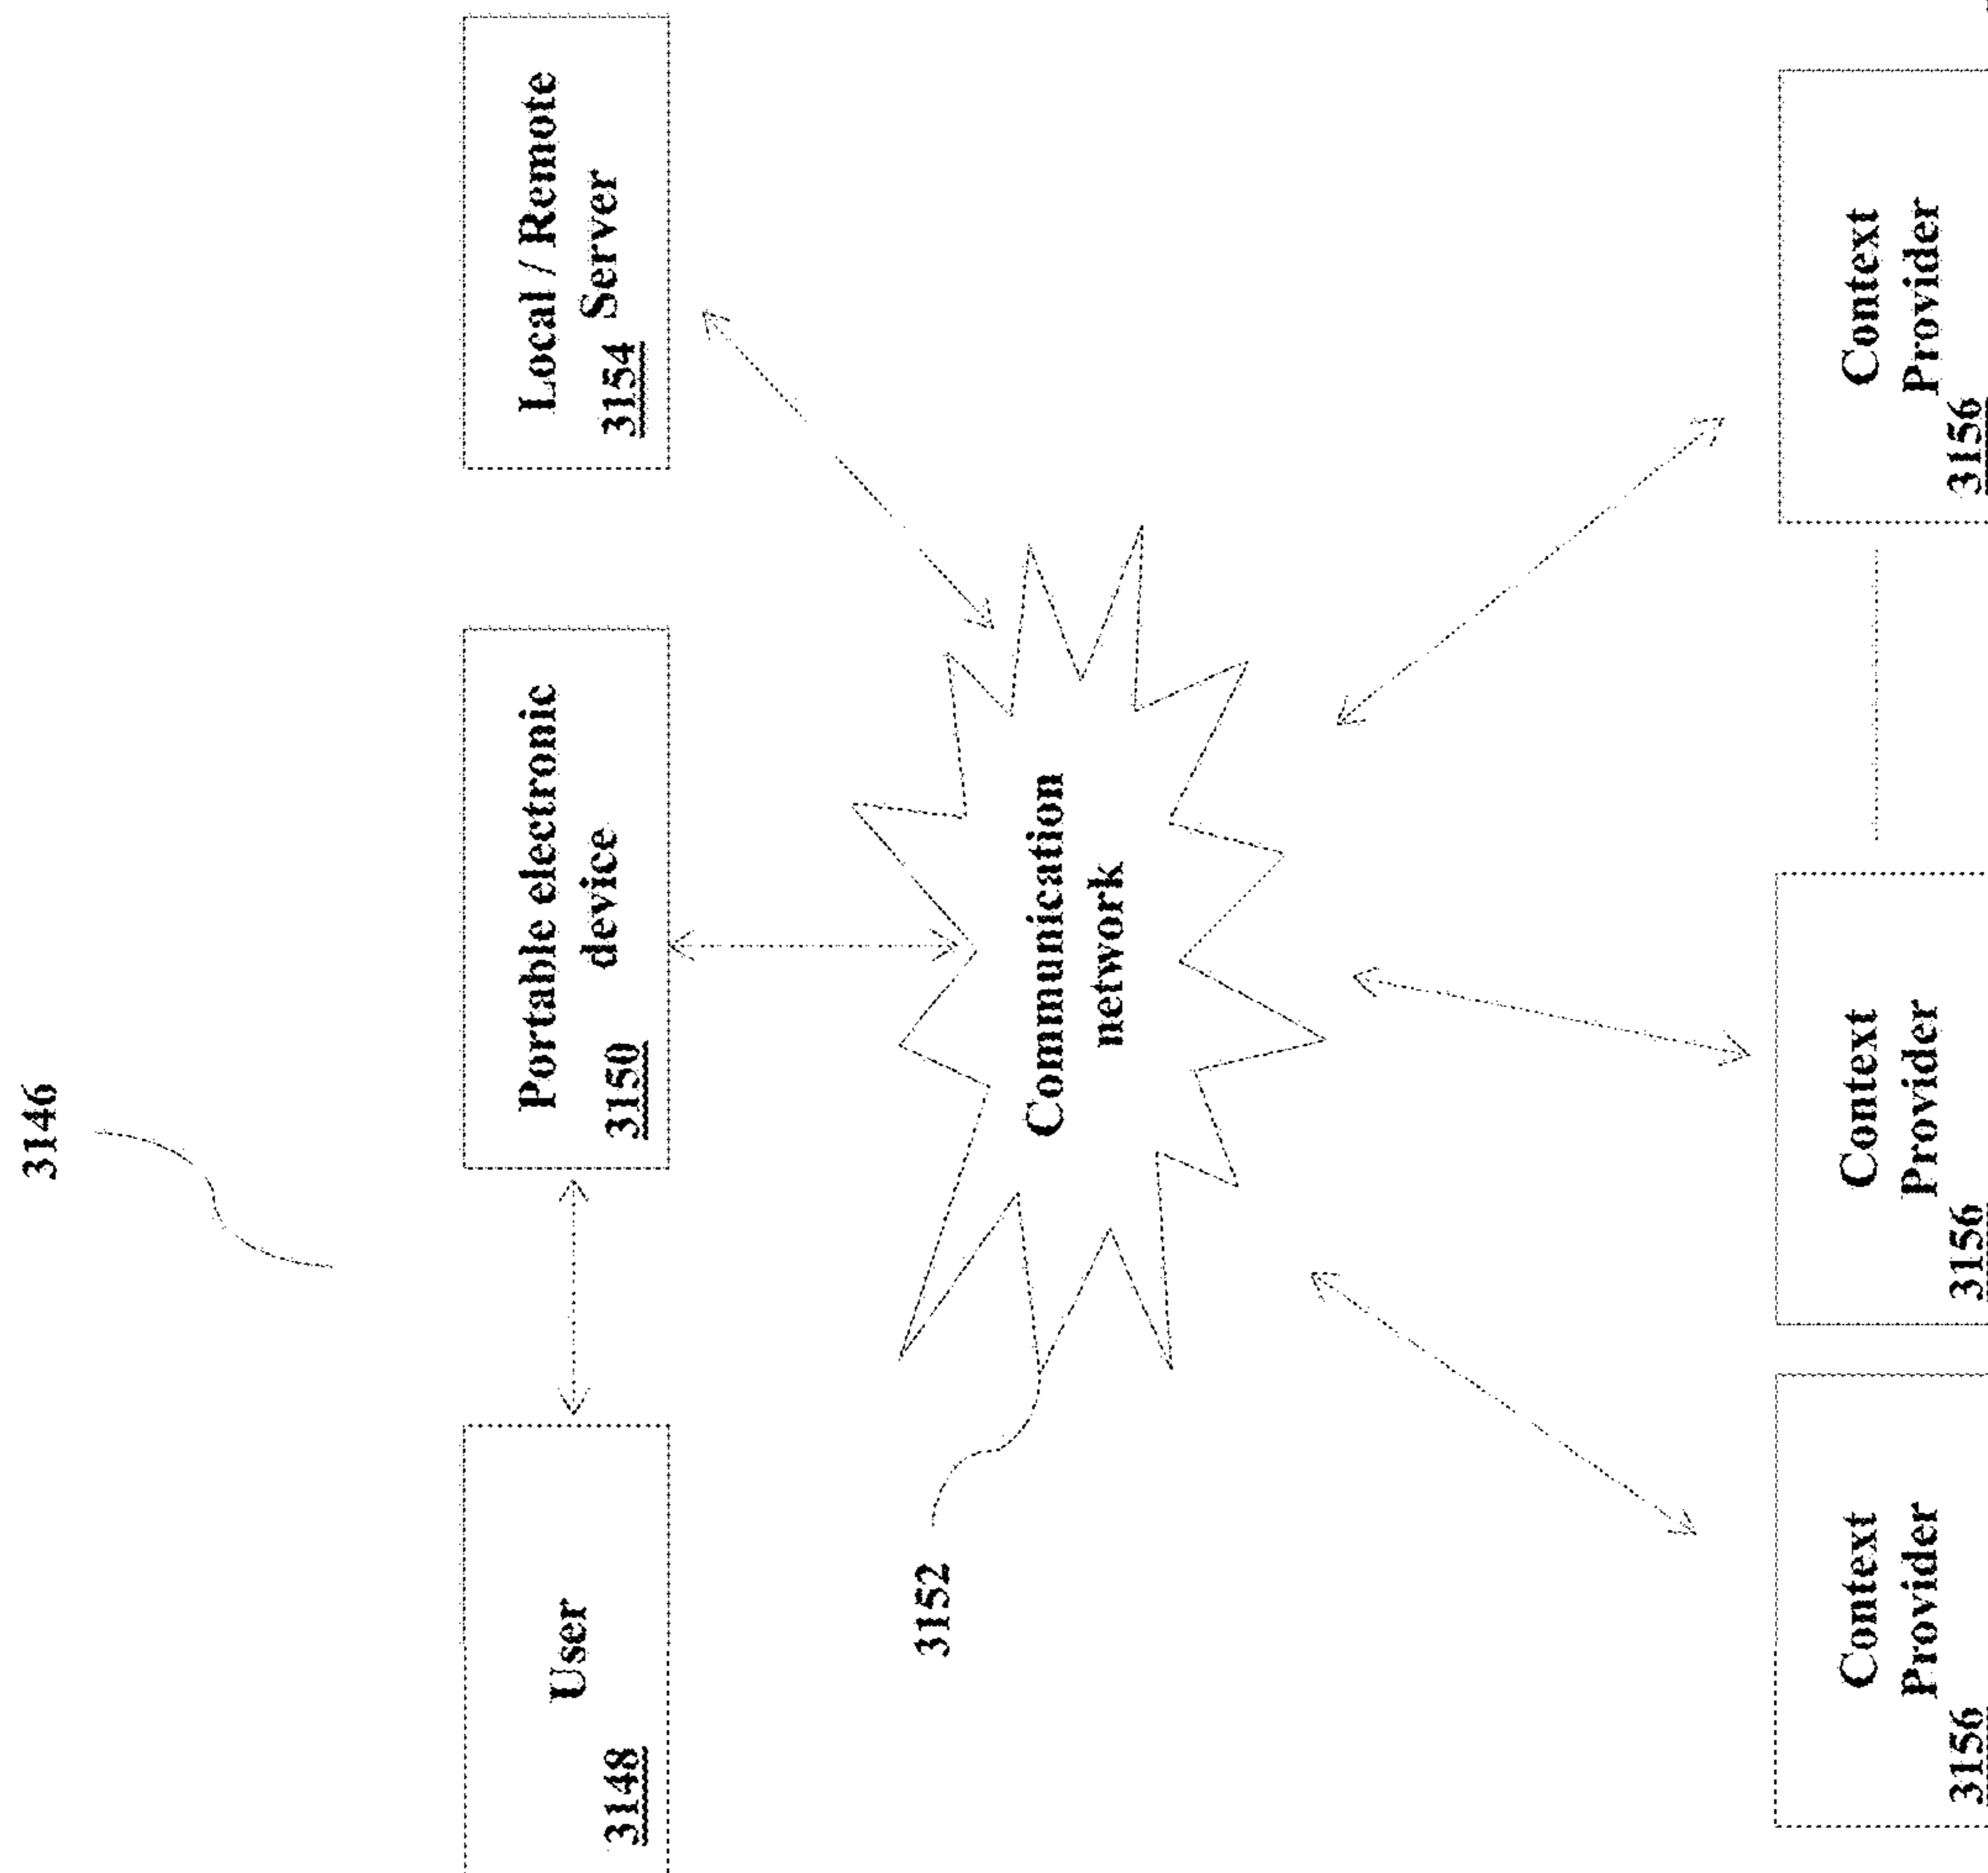 3146
User
3148
Portable electronic
device
3150
Local / Remote
Server
3154
Communication
network
3152
Context
Provider
3156
Context
Provider
3156
Context
Provider
3156